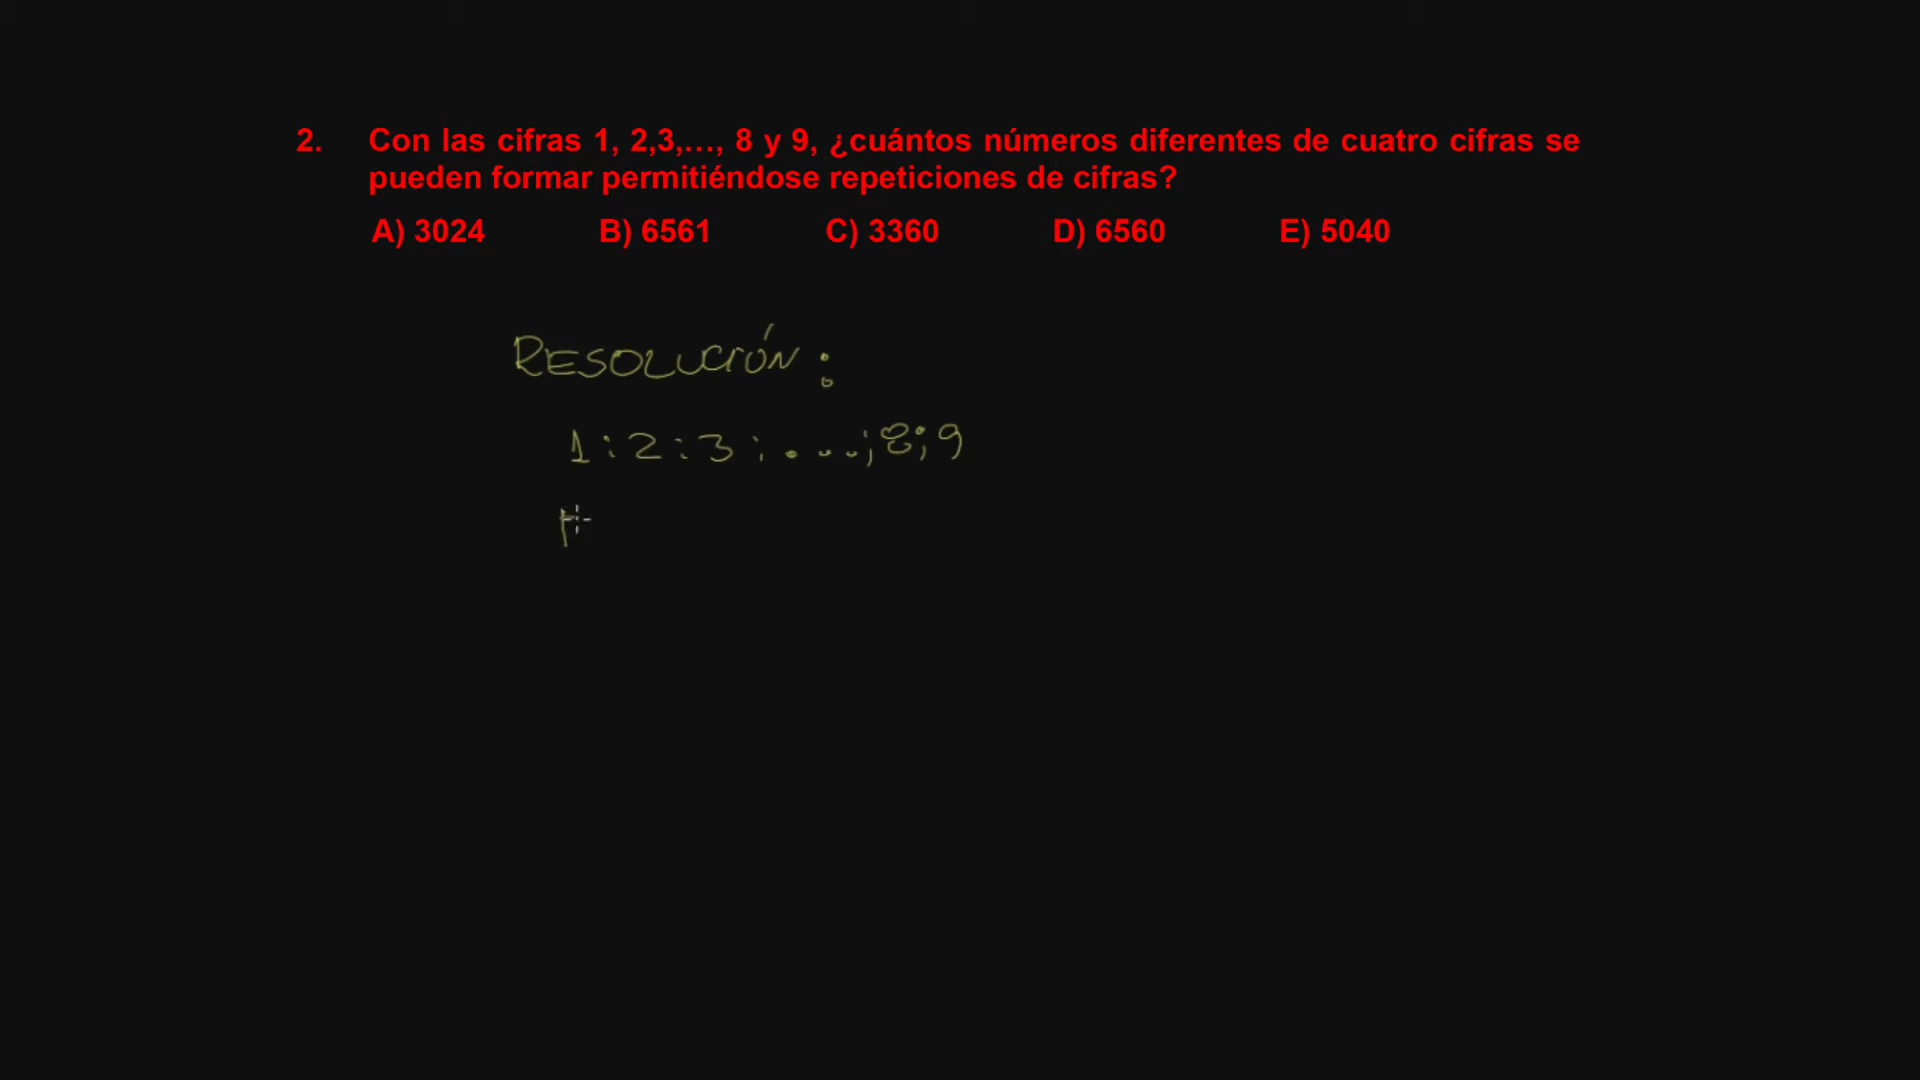 2. Con las cifras 1, 2,3,..., 8 y 9, ¿cuántos números diferentes de cuatro cifras se
pueden formar permitiéndose repeticiones de cifras?
A) 3024 B) 6561 C) 3360 D) 6560 E) 5040
RESOLUCIÓN:
1;2;3;....;8;9